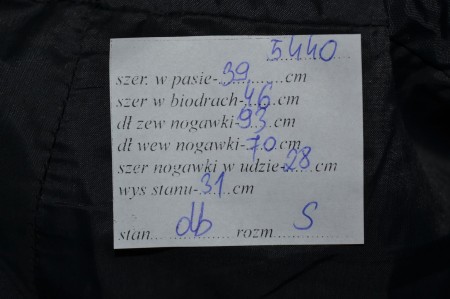 5440
szer. w pasie-39............cm
szer w biodrach-46....cm
dł zew nogawki-93...cm
dł wew nogawki-70...cm
szer nogawki w udzie-28...cm
wys stanu-31...cm
stan...db............ rozm...S